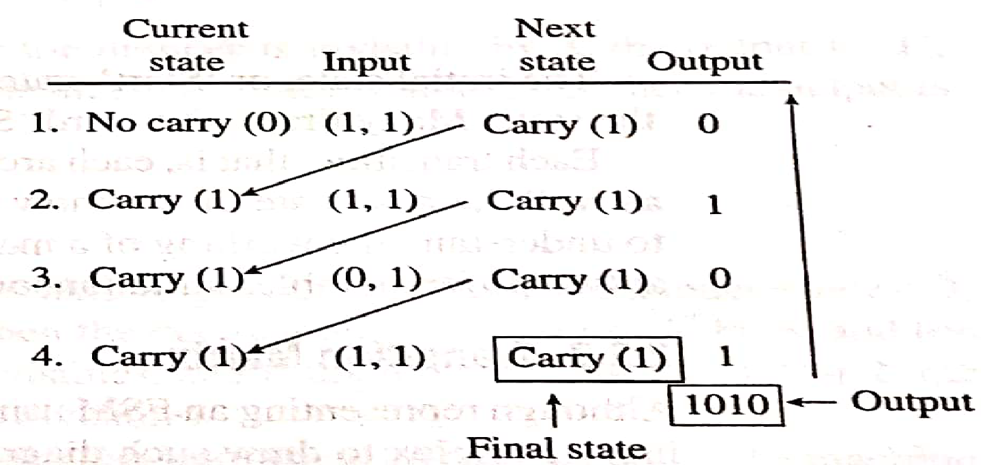 Current Next
state Input state Output
1. No carry (0) (1, 1) Carry (1) 0
2. Carry (1) (1, 1) Carry (1) 1
3. Carry (1) (0, 1) Carry (1) 0
4. Carry (1) (1, 1) Carry (1) 1
1010 Output
Final state